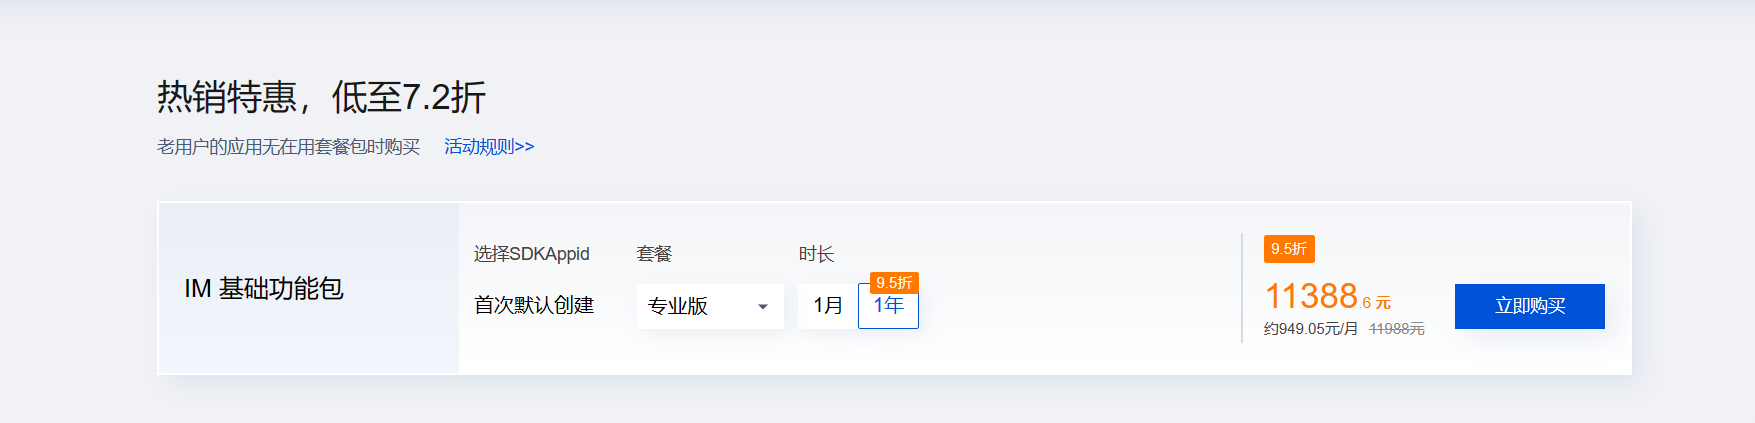 热销特惠，低至7.2折
老用户的应用无在用套餐包时购买 活动规则>>
IM 基础功能包
选择SDKAppid 套餐 时长
首次默认创建 专业版 1月 1年
9.5折
9.5折
11388.6 元
约949.05元/月 11988元
立即购买